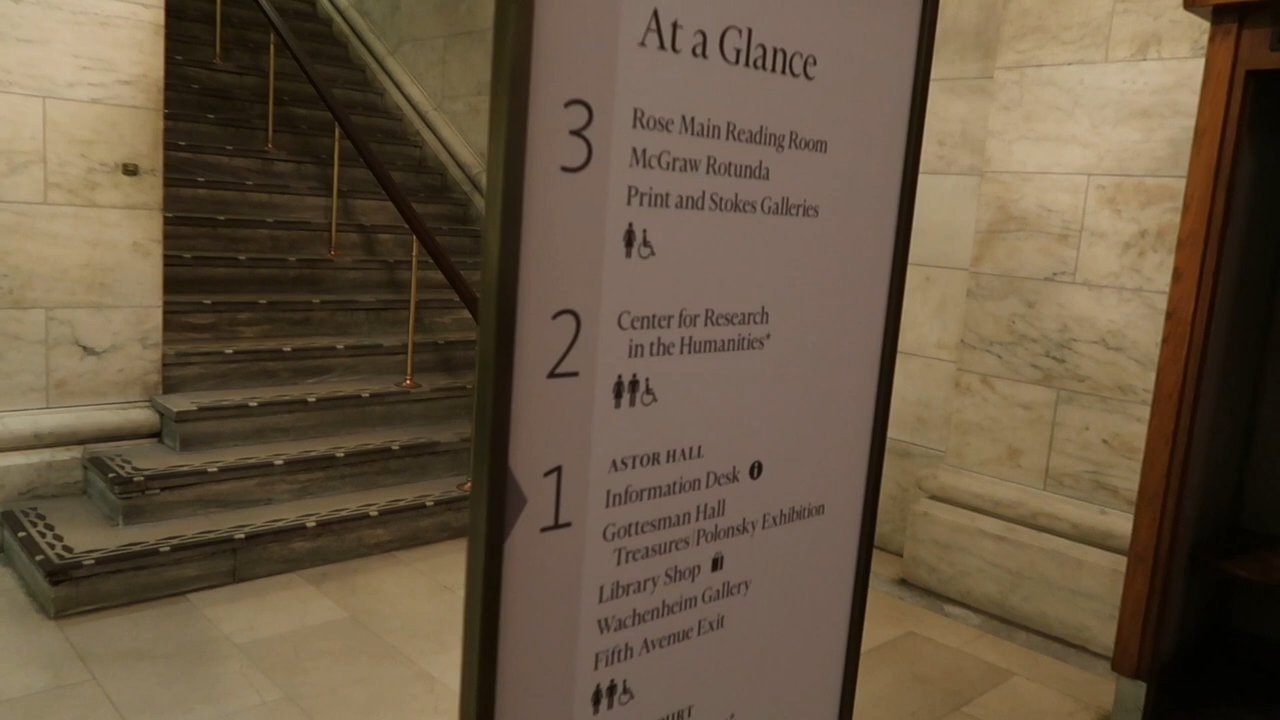 At a Glance
3
Rose Main Reading Room
McGraw Rotunda
Print and Stokes Galleries
2
Center for Research
in the Humanities*
1
ASTOR HALL
Information Desk i
Gottesman Hall
Treasures|Polonsky Exhibition
Library Shop
Wachenheim Gallery
Fifth Avenue Exit